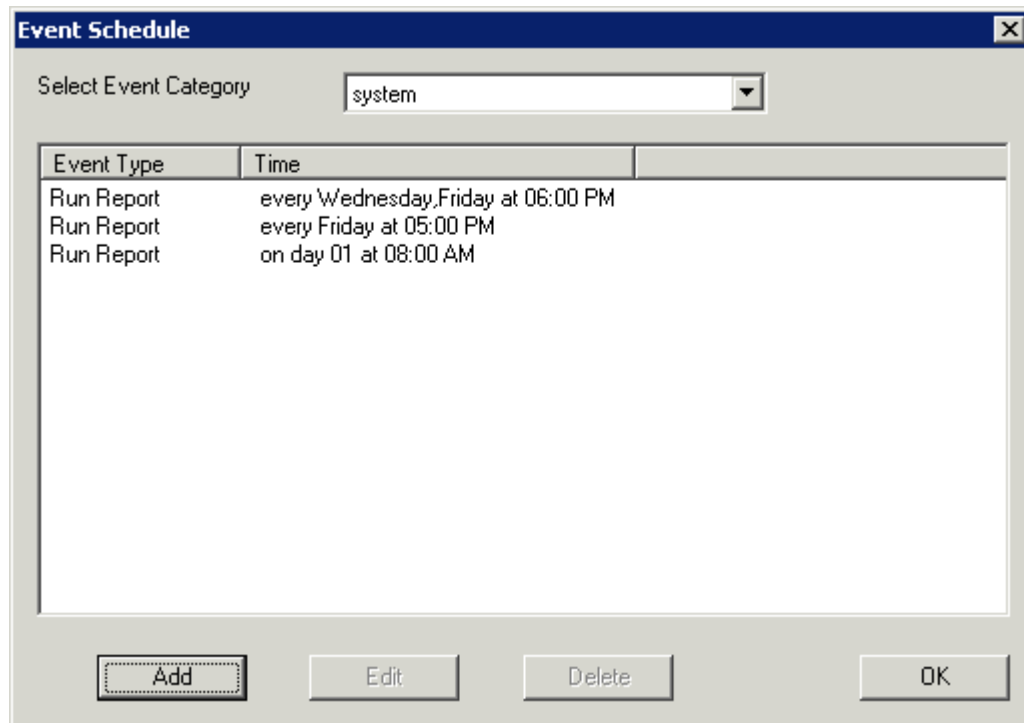 Event Schedule
Select Event Category system
Event Type Time
Run Report every Wednesday,Friday at 06:00 PM
Run Report every Friday at 05:00 PM
Run Report on day 01 at 08:00 AM
Add Edit Delete OK